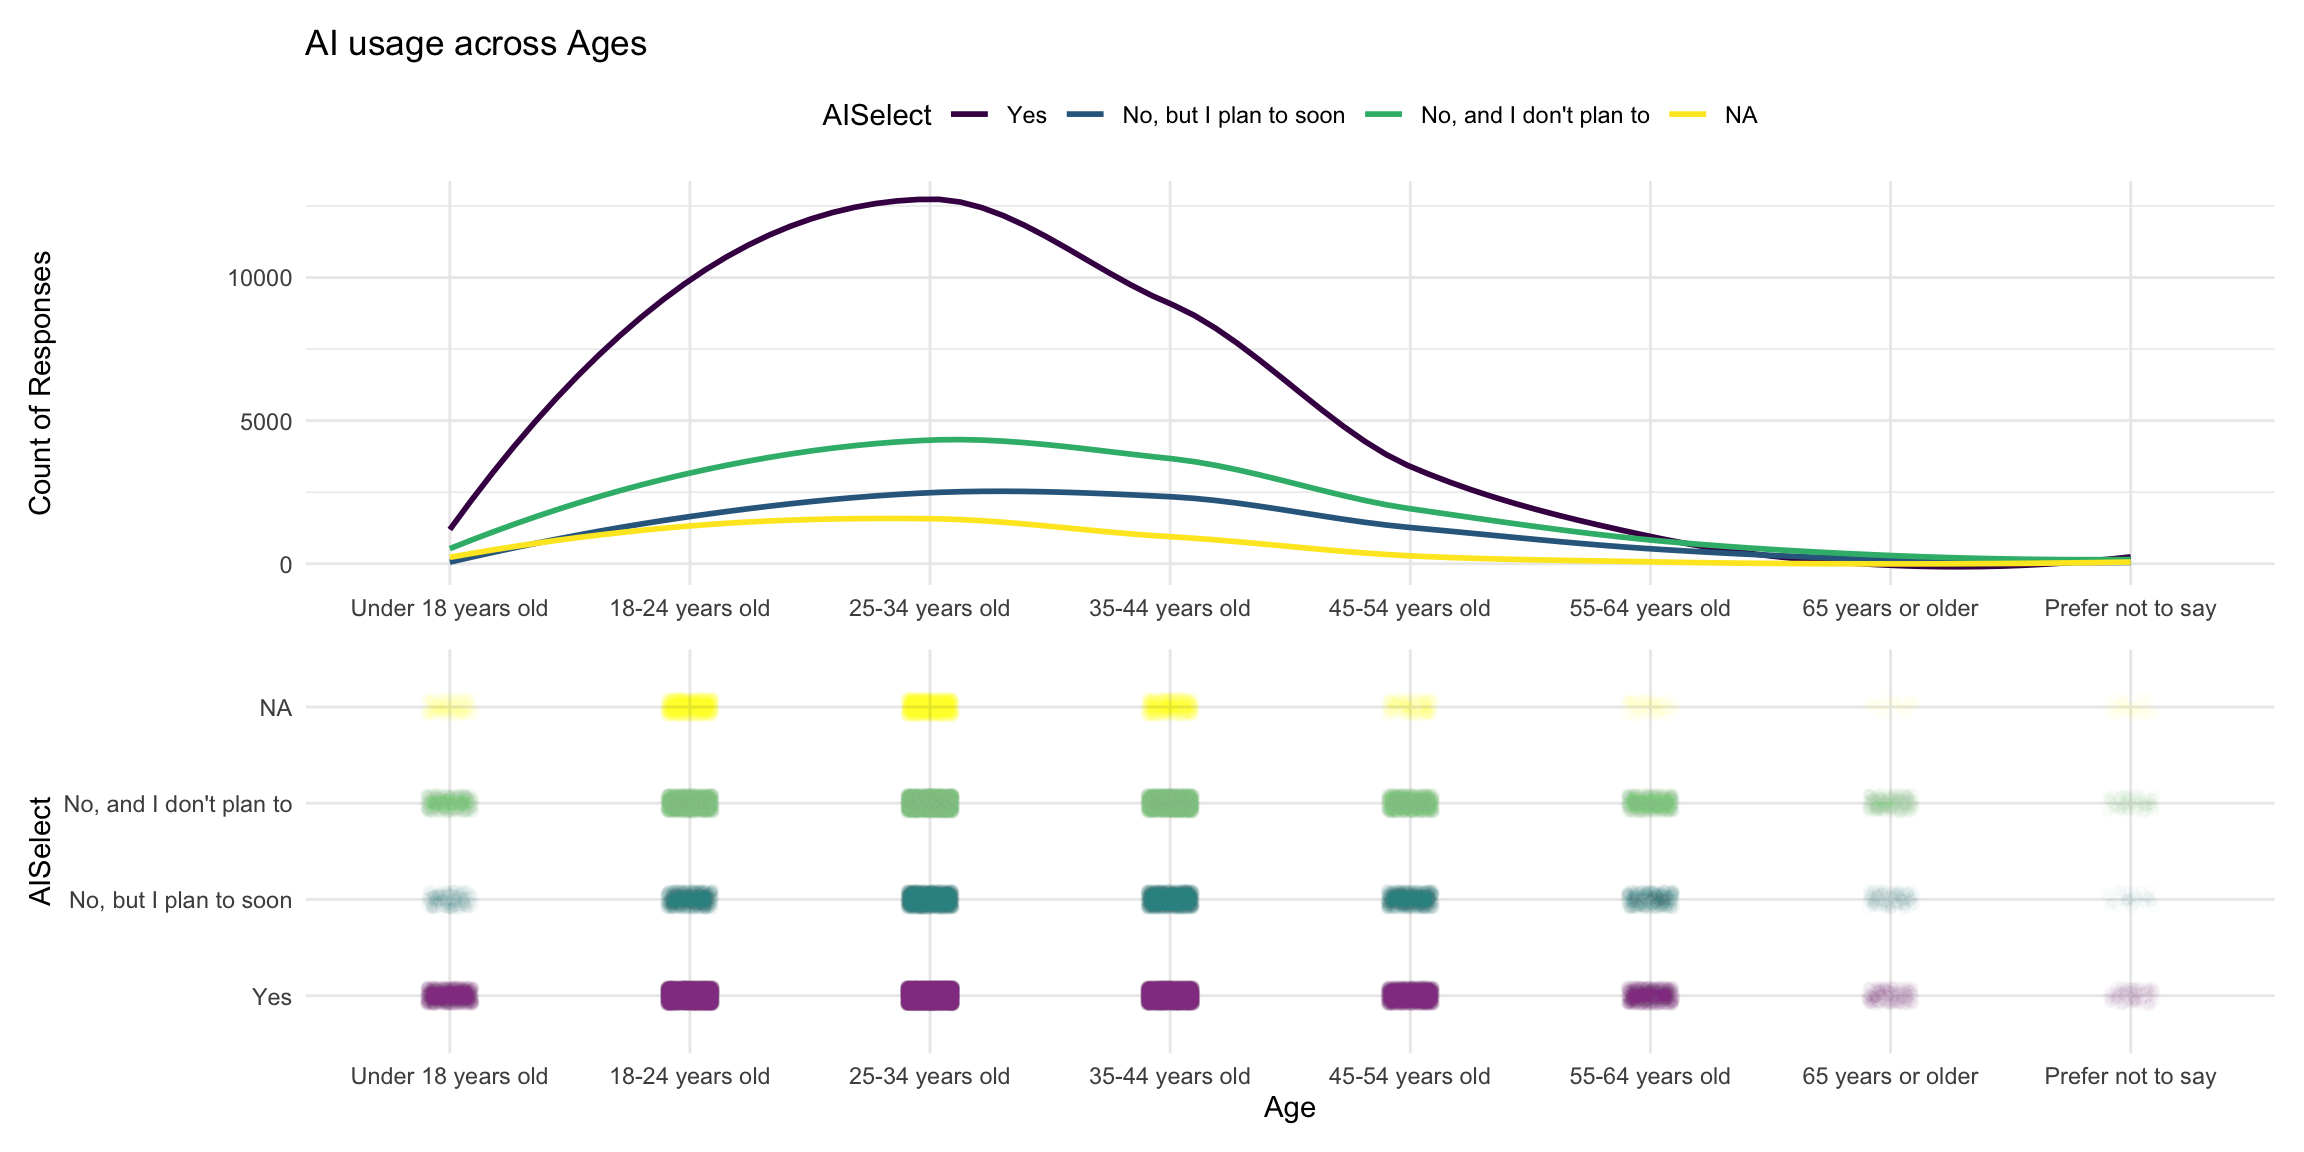 AI usage across Ages
AISelect Yes No, but I plan to soon No, and I don't plan to NA
Count of Responses
10000
5000
0
Under 18 years old 18-24 years old 25-34 years old 35-44 years old 45-54 years old 55-64 years old 65 years or older Prefer not to say
AISelect
NA
No, and I don't plan to
No, but I plan to soon
Yes
Under 18 years old 18-24 years old 25-34 years old 35-44 years old 45-54 years old 55-64 years old 65 years or older Prefer not to say
Age